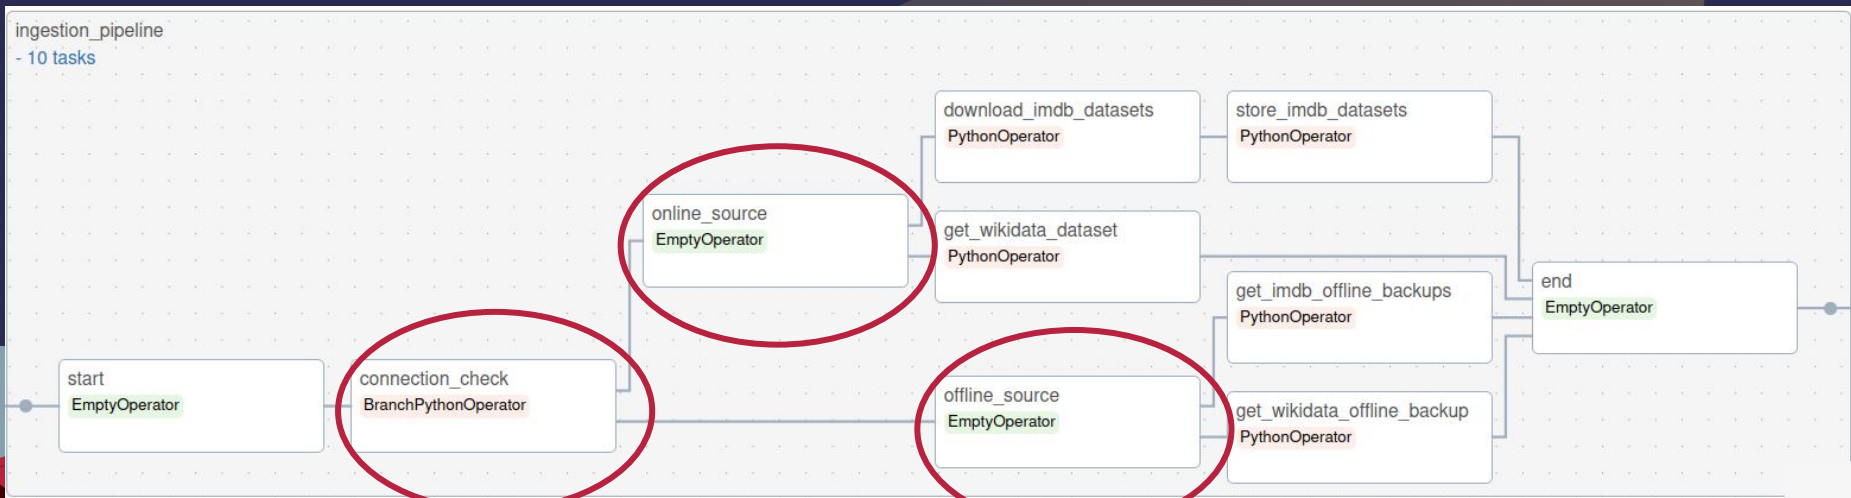 ingestion_pipeline
- 10 tasks
download_imdb_datasets
PythonOperator
store_imdb_datasets
PythonOperator
online_source
EmptyOperator
get_wikidata_dataset
PythonOperator
get_imdb_offline_backups
PythonOperator
end
EmptyOperator
start
EmptyOperator
connection_check
BranchPythonOperator
offline_source
EmptyOperator
get_wikidata_offline_backup
PythonOperator